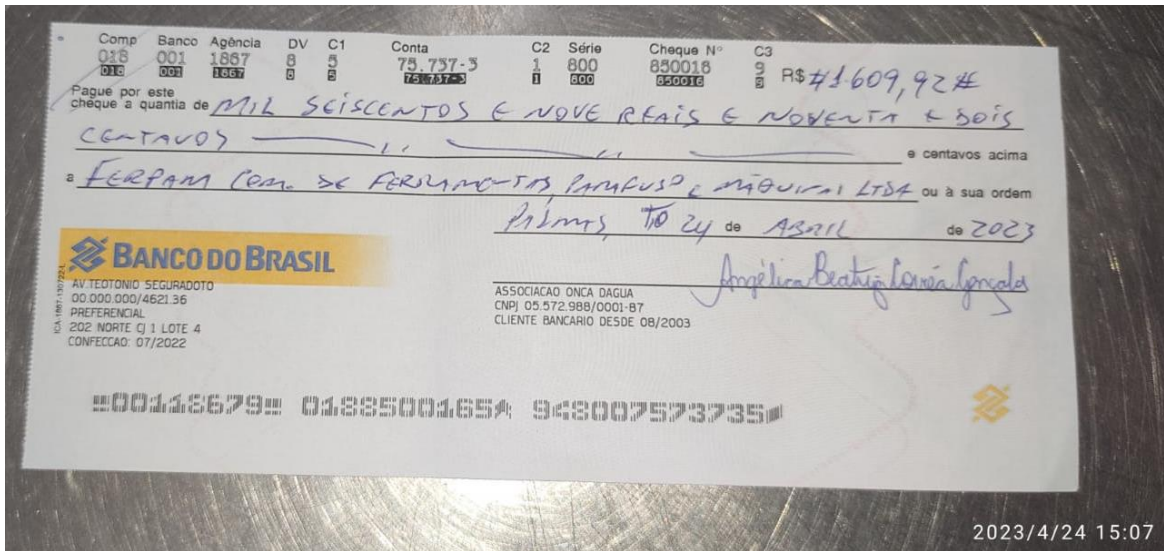 Comp Banco Agência DV C1 Conta C2 Série Cheque Nº C3
018 001 1867 8 5 75.737-3 1 800 850016 9 R$ #1.609,92#
018 001 1867 8 5 75.737-3 1 800 850016 9
Pague por este
cheque a quantia de MIL SEISCENTOS E NOVE REAIS E NOVENTA E DOIS
CENTAVOS e centavos acima
a FERPAM COM. DE FERRAMENTAS, PARAFUSO E MÁQUINAS LTDA ou à sua ordem
PALMAS, TO 24 de ABRIL de 2023
BANCO DO BRASIL
Angélica Beatriz Corrêa Gonçalves
AV.TEOTONIO SEGURADOTO
00.000.000/4621.36
PREFERENCIAL
202 NORTE CJ 1 LOTE 4
CONFECCAO: 07/2022
ASSOCIACAO ONCA DAGUA
CNPJ 05.572.988/0001-87
CLIENTE BANCARIO DESDE 08/2003
00118679 0188500165 948007573735
2023/4/24 15:07